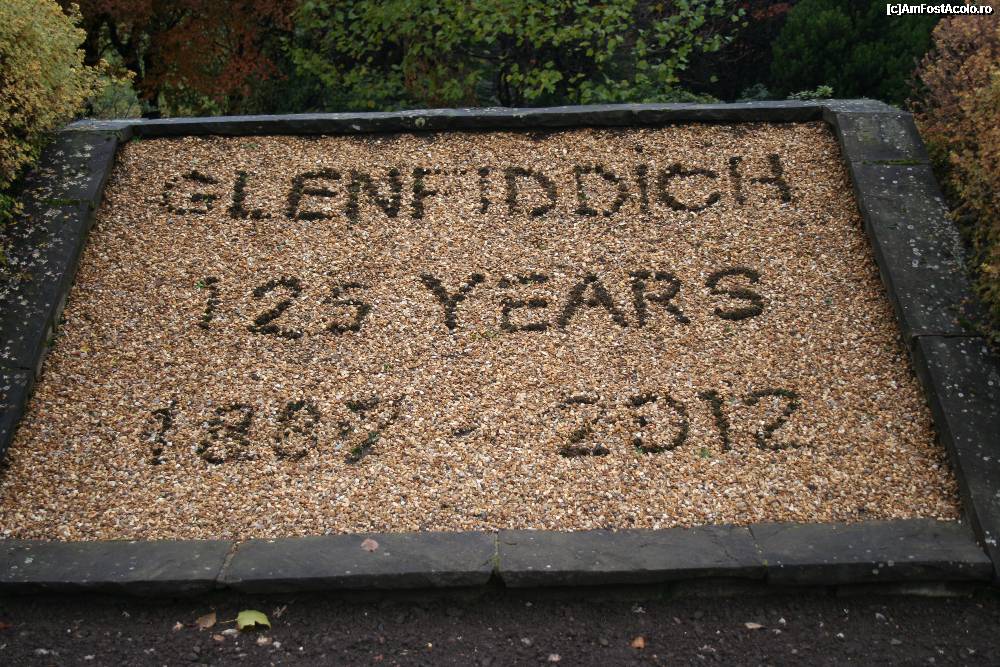 [c]AmFostAcolo.ro
GLENFIDDICH
125 YEARS
1887 - 2012